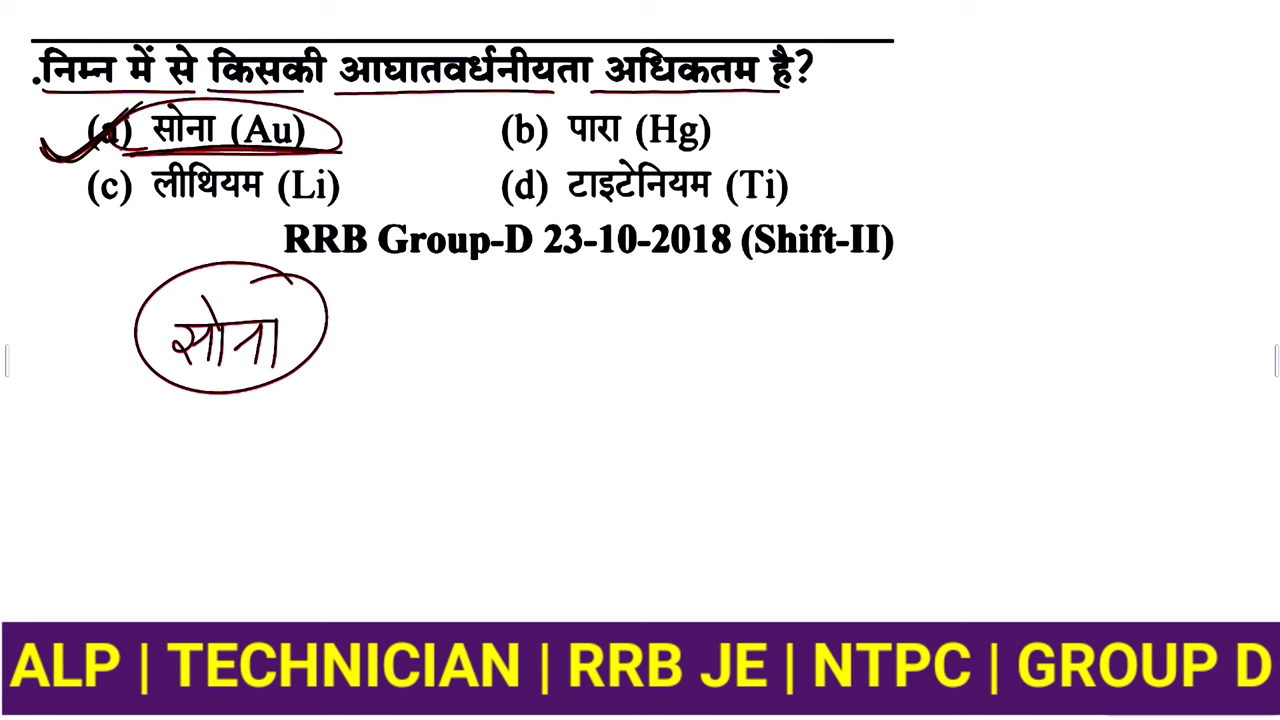 .निम्न में से किसकी आघातवर्धनीयता अधिकतम है?
(a) सोना (Au) (b) पारा (Hg)
(c) लीथियम (Li) (d) टाइटेनियम (Ti)
RRB Group-D 23-10-2018 (Shift-II)
सोना
ALP | TECHNICIAN | RRB JE | NTPC | GROUP D